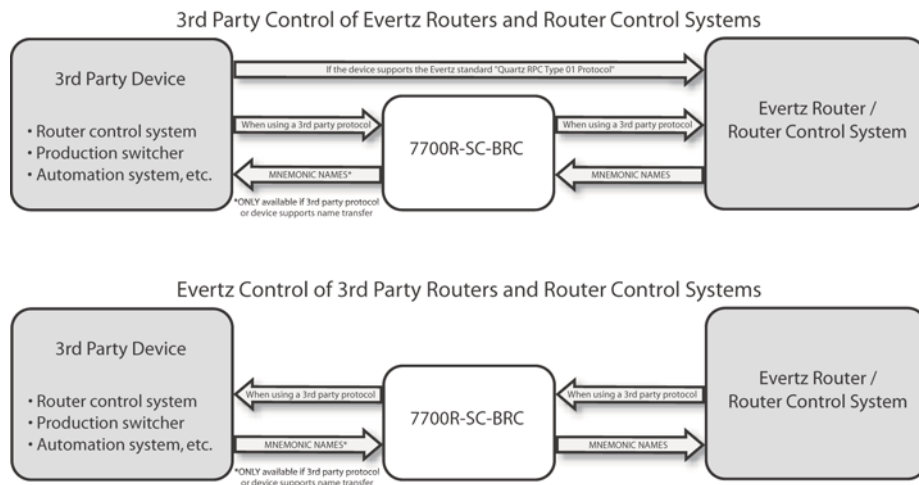 3rd Party Control of Evertz Routers and Router Control Systems
3rd Party Device
• Router control system
• Production switcher
• Automation system, etc.
If the device supports the Evertz standard "Quartz RPC Type 01 Protocol"
When using a 3rd party protocol
MNEMONIC NAMES*
*ONLY available if 3rd party protocol
or device supports name transfer
7700R-SC-BRC
When using a 3rd party protocol
MNEMONIC NAMES
Evertz Router /
Router Control System
Evertz Control of 3rd Party Routers and Router Control Systems
3rd Party Device
• Router control system
• Production switcher
• Automation system, etc.
When using a 3rd party protocol
MNEMONIC NAMES*
*ONLY available if 3rd party protocol
or device supports name transfer
7700R-SC-BRC
When using a 3rd party protocol
MNEMONIC NAMES
Evertz Router /
Router Control System